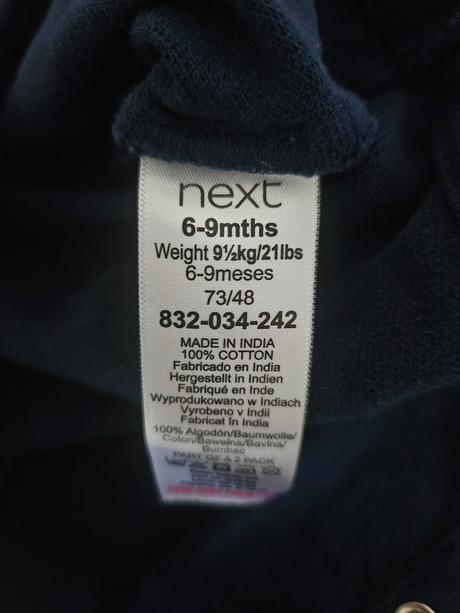 next
6-9mths
Weight 9½kg/21lbs
6-9meses
73/48
832-034-242
MADE IN INDIA
100% COTTON
Fabricado en India
Hergestellt in Indien
Fabriqué en Inde
Wyprodukowano w Indiach
Vyrobeno v Indii
Fabricat în India
100% Algodón/Baumwolle/
Coton/Bawełna/Bavlna/
Bumbac
PART OF A 2 PACK